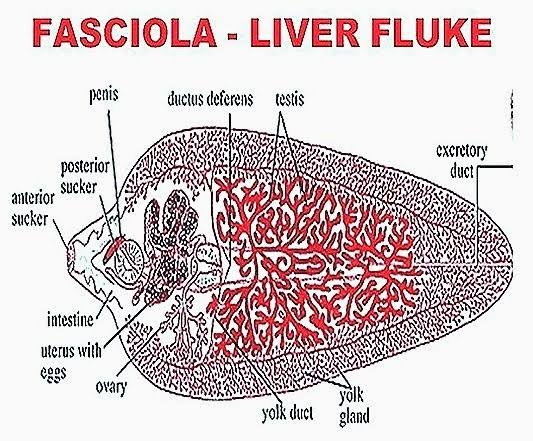 FASCIOLA - LIVER FLUKE
penis
ductus deferens
testis
excretory
duct
posterior
sucker
anterior
sucker
intestine
uterus with
eggs
ovary
yolk duct
yolk
gland